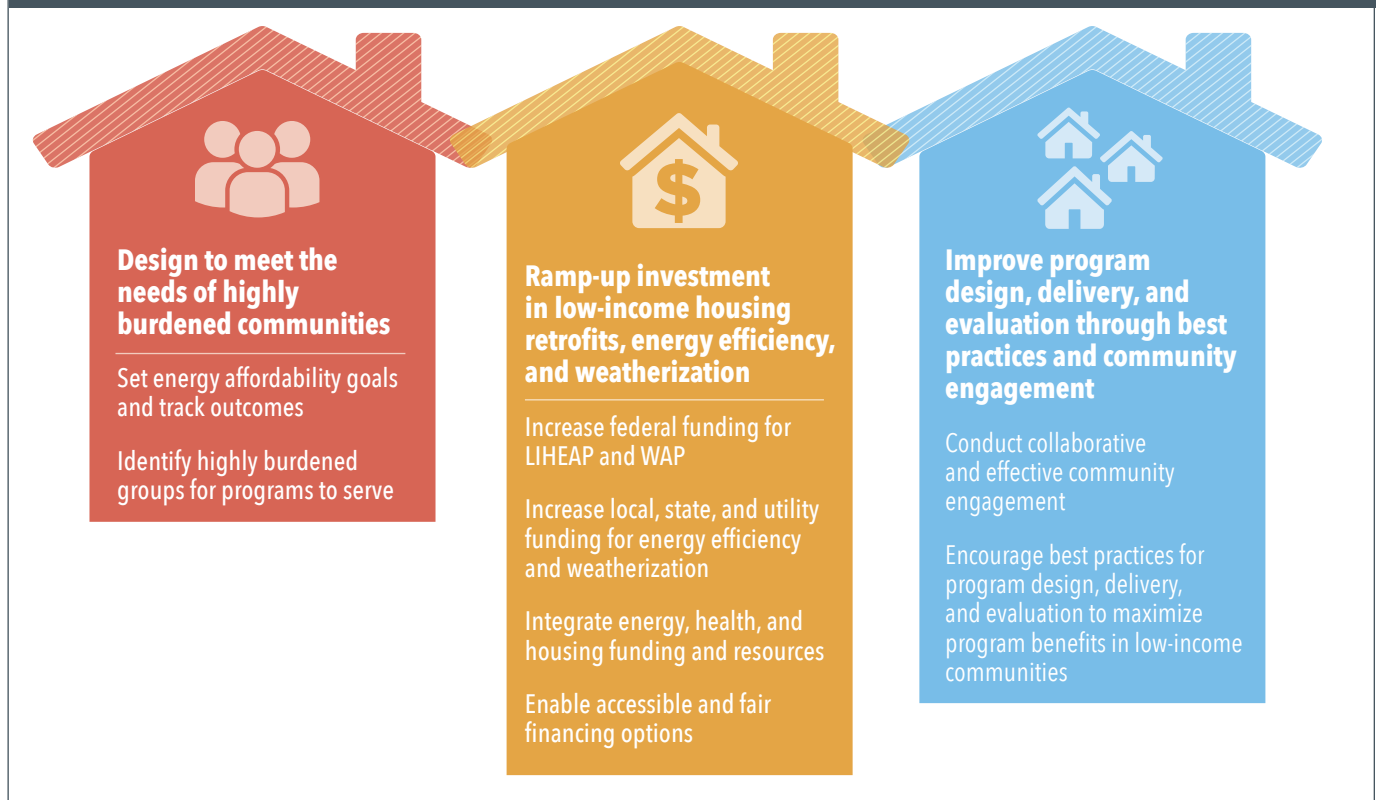 Design to meet the
needs of highly
burdened communities
Set energy affordability goals
and track outcomes
Identify highly burdened
groups for programs to serve
$
Ramp-up investment
in low-income housing
retrofits, energy efficiency,
and weatherization
Increase federal funding for
LIHEAP and WAP
Increase local, state, and utility
funding for energy efficiency
and weatherization
Integrate energy, health, and
housing funding and resources
Enable accessible and fair
financing options
Improve program
design, delivery, and
evaluation through best
practices and community
engagement
Conduct collaborative
and effective community
engagement
Encourage best practices for
program design, delivery,
and evaluation to maximize
program benefits in low-income
communities